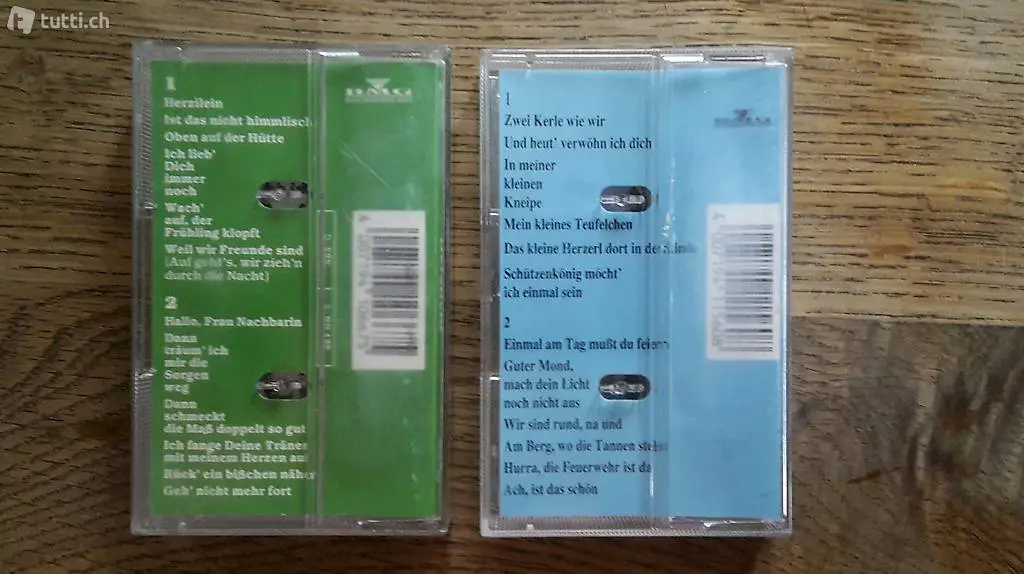 tutti.ch
1
Herzilein
Ist das nicht himmlisch
Oben auf der Hütte
Ich lieb'
Dich
immer
noch
Wach'
auf, der
Frühling klopft
Weil wir Freunde sind
(Auf geht's, wir zieh'n
durch die Nacht)
2
Hallo, Frau Nachbarin
Dann
träum' ich
mir die
Sorgen
weg
Dann
schmeckt
die Maß doppelt so gut
Ich fange Deine Tränen
mit meinem Herzen auf
Rück' ein bißchen näher
Geh' nicht mehr fort
BMG
1
Zwei Kerle wie wir
Und heut' verwöhn ich dich
In meiner
kleinen
Kneipe
Mein kleines Teufelchen
Das kleine Herzerl dort in der Rinde
Schützenkönig möcht'
ich einmal sein
2
Einmal am Tag mußt du feiern
Guter Mond,
mach dein Licht
noch nicht aus
Wir sind rund, na und
Am Berg, wo die Tannen stehn
Hurra, die Feuerwehr ist da
Ach, ist das schön
BMG